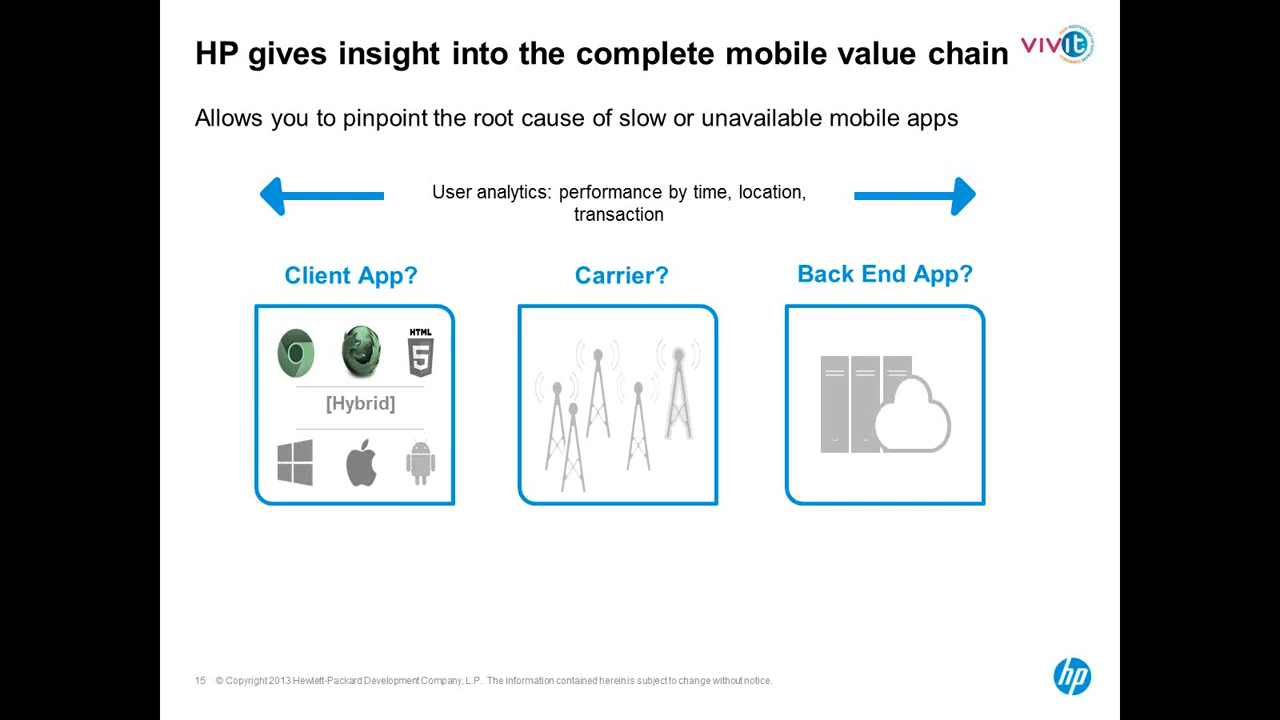 HP gives insight into the complete mobile value chain
VIVit
Allows you to pinpoint the root cause of slow or unavailable mobile apps
User analytics: performance by time, location,
transaction
Client App?
Carrier?
Back End App?
HTML
5
[Hybrid]
15 © Copyright 2013 Hewlett-Packard Development Company, L.P. The information contained herein is subject to change without notice.
hp